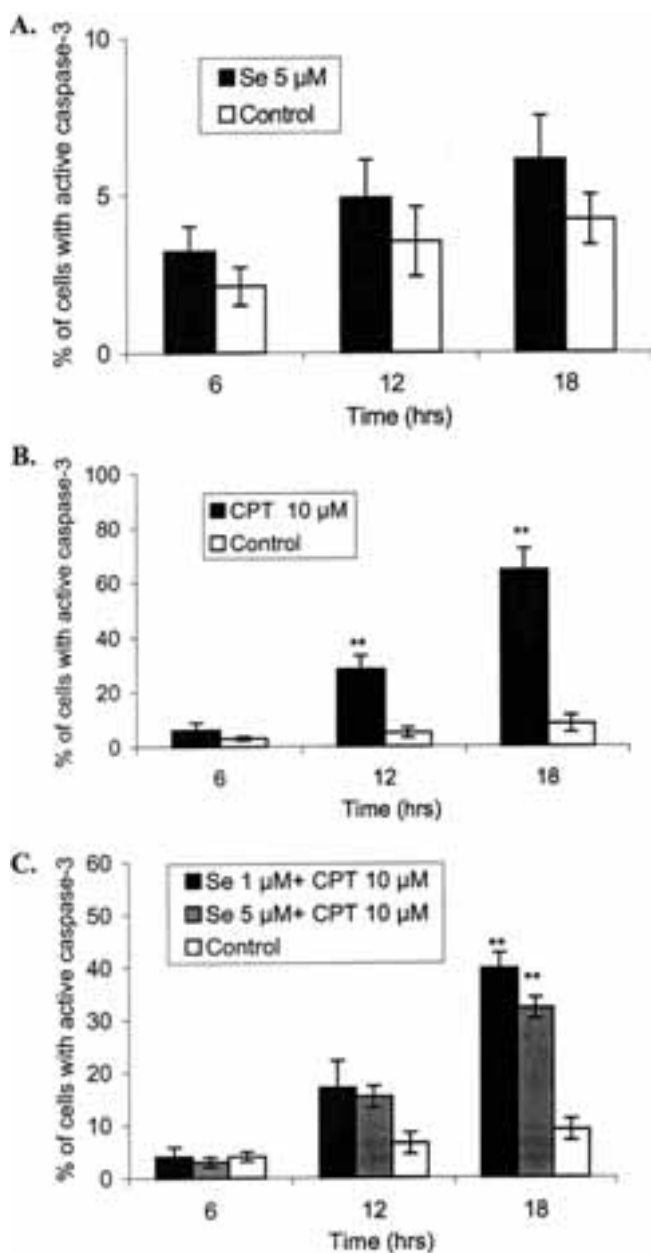 A.
% of cells with active caspase-3
10
5
0
Se 5 µM
Control
6 12 18
Time (hrs)
B.
% of cells with active caspase-3
100
80
60
40
20
0
CPT 10 µM
Control
**
**
6 12 18
Time (hrs)
C.
% of cells with active caspase-3
60
50
40
30
20
10
0
Se 1 µM+ CPT 10 µM
Se 5 µM+ CPT 10 µM
Control
**
**
6 12 18
Time (hrs)